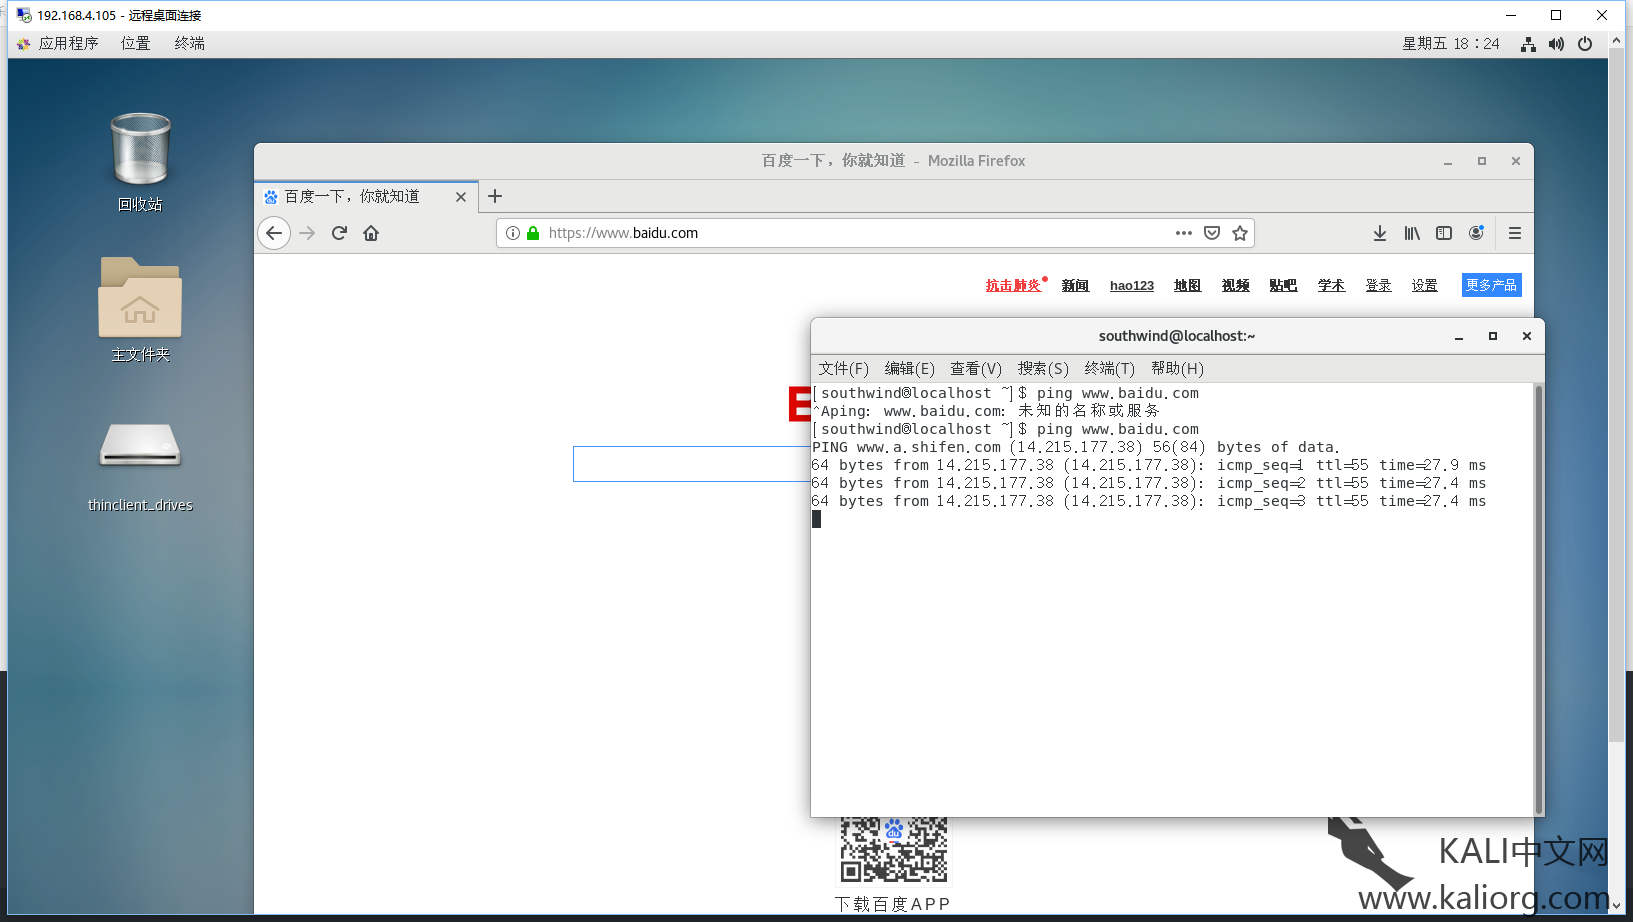 192.168.4.105 - 远程桌面连接
应用程序 位置 终端 星期五 18：24
回收站
主文件夹
thinclient_drives
百度一下，你就知道 - Mozilla Firefox
百度一下，你就知道
https://www.baidu.com
抗击肺炎 新闻 hao123 地图 视频 贴吧 学术 登录 设置 更多产品
southwind@localhost:~
文件(F) 编辑(E) 查看(V) 搜索(S) 终端(T) 帮助(H)
[southwind@localhost ~]$ ping www.baidu.com
^Aping: www.baidu.com: 未知的名称或服务
[southwind@localhost ~]$ ping www.baidu.com
PING www.a.shifen.com (14.215.177.38) 56(84) bytes of data.
64 bytes from 14.215.177.38 (14.215.177.38): icmp_seq=1 ttl=55 time=27.9 ms
64 bytes from 14.215.177.38 (14.215.177.38): icmp_seq=2 ttl=55 time=27.4 ms
64 bytes from 14.215.177.38 (14.215.177.38): icmp_seq=3 ttl=55 time=27.4 ms
du
下载百度APP
KALI中文网
www.kaliorg.com